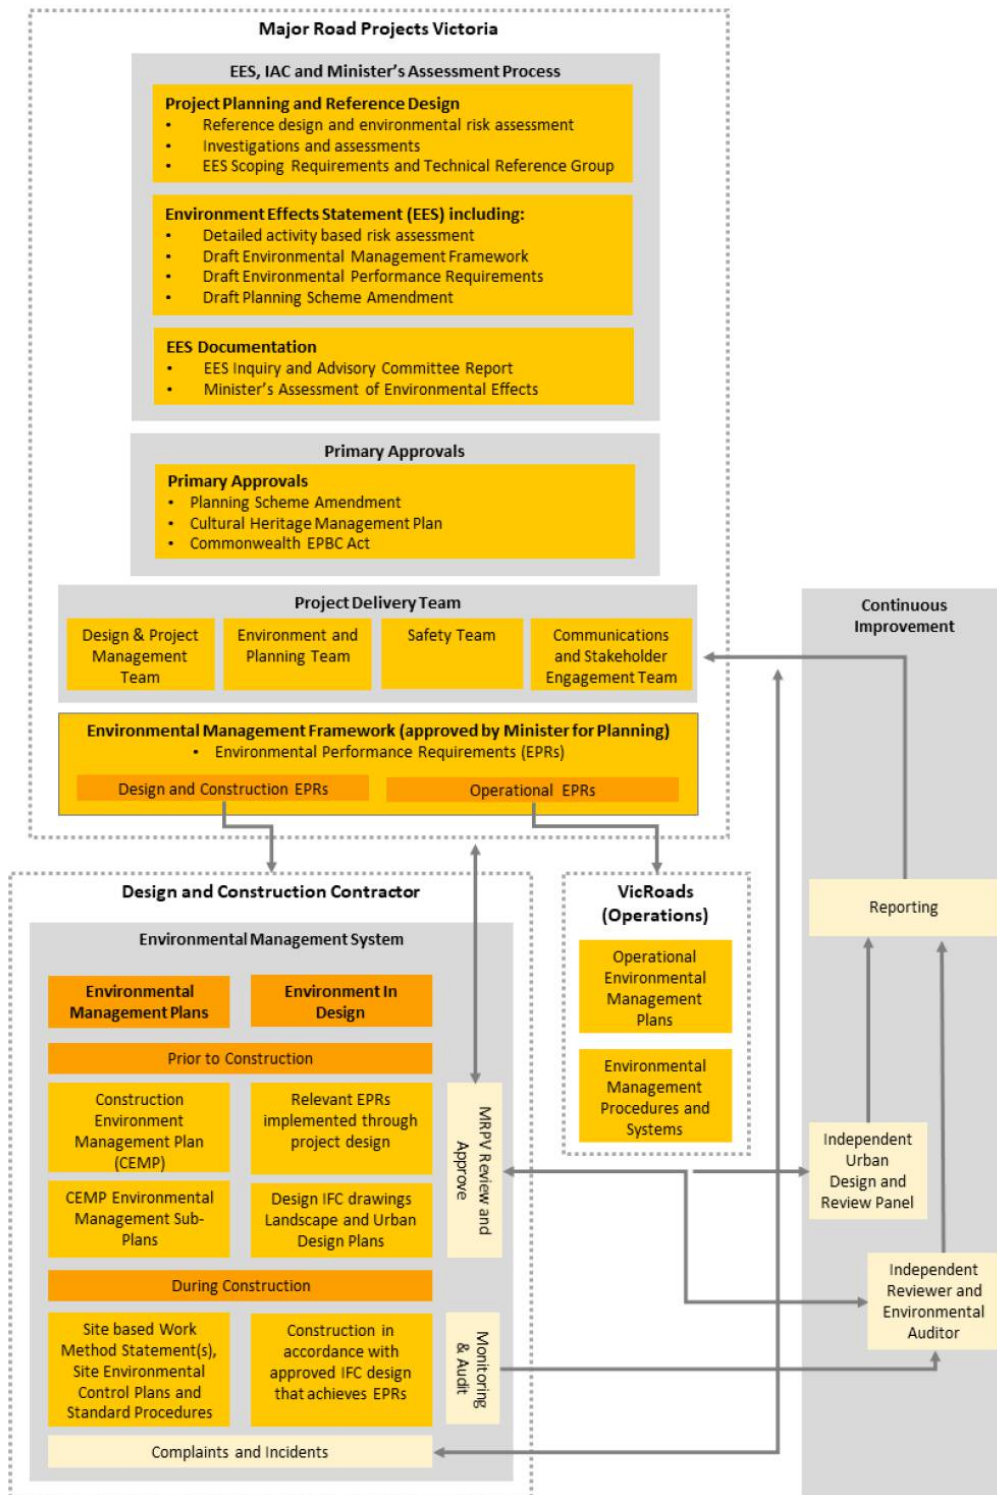 Major Road Projects Victoria
EES, IAC and Minister's Assessment Process
Project Planning and Reference Design
• Reference design and environmental risk assessment
• Investigations and assessments
• EES Scoping Requirements and Technical Reference Group
Environment Effects Statement (EES) including:
• Detailed activity based risk assessment
• Draft Environmental Management Framework
• Draft Environmental Performance Requirements
• Draft Planning Scheme Amendment
EES Documentation
• EES Inquiry and Advisory Committee Report
• Minister's Assessment of Environmental Effects
Primary Approvals
Primary Approvals
• Planning Scheme Amendment
• Cultural Heritage Management Plan
• Commonwealth EPBC Act
Project Delivery Team
Design & Project
Management
Team
Environment and
Planning Team
Safety Team
Communications
and Stakeholder
Engagement Team
Environmental Management Framework (approved by Minister for Planning)
• Environmental Performance Requirements (EPRs)
Design and Construction EPRs
Operational EPRs
Design and Construction Contractor
Environmental Management System
Environmental
Management Plans
Environment In
Design
Prior to Construction
Construction
Environment
Management Plan
(CEMP)
Relevant EPRs
implemented through
project design
CEMP Environmental
Management Sub-
Plans
Design IFC drawings
Landscape and Urban
Design Plans
MRPV Review and
Approve
During Construction
Site based Work
Method Statement(s),
Site Environmental
Control Plans and
Standard Procedures
Construction in
accordance with
approved IFC design
that achieves EPRs
Monitoring
& Audit
Complaints and Incidents
VicRoads
(Operations)
Operational
Environmental
Management
Plans
Environmental
Management
Procedures and
Systems
Continuous
Improvement
Reporting
Independent
Urban
Design and
Review Panel
Independent
Reviewer and
Environmental
Auditor